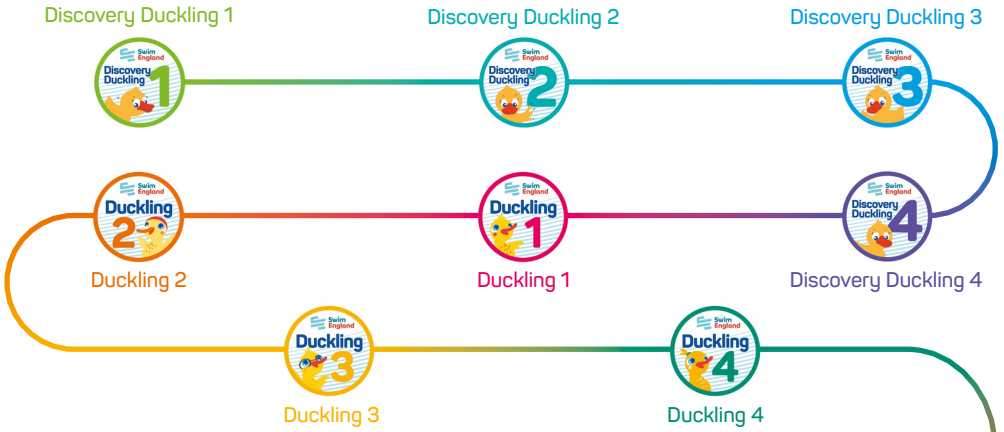 Discovery Duckling 1
Discovery Duckling 2
Discovery Duckling 3
Swim
England
Discovery
Duckling
1
Swim
England
Discovery
Duckling
2
Swim
England
Discovery
Duckling
3
Swim
England
Duckling
2
Swim
England
Duckling
1
Swim
England
Discovery
Duckling
4
Duckling 2
Duckling 1
Discovery Duckling 4
Swim
England
Duckling
3
Swim
England
Duckling
4
Duckling 3
Duckling 4